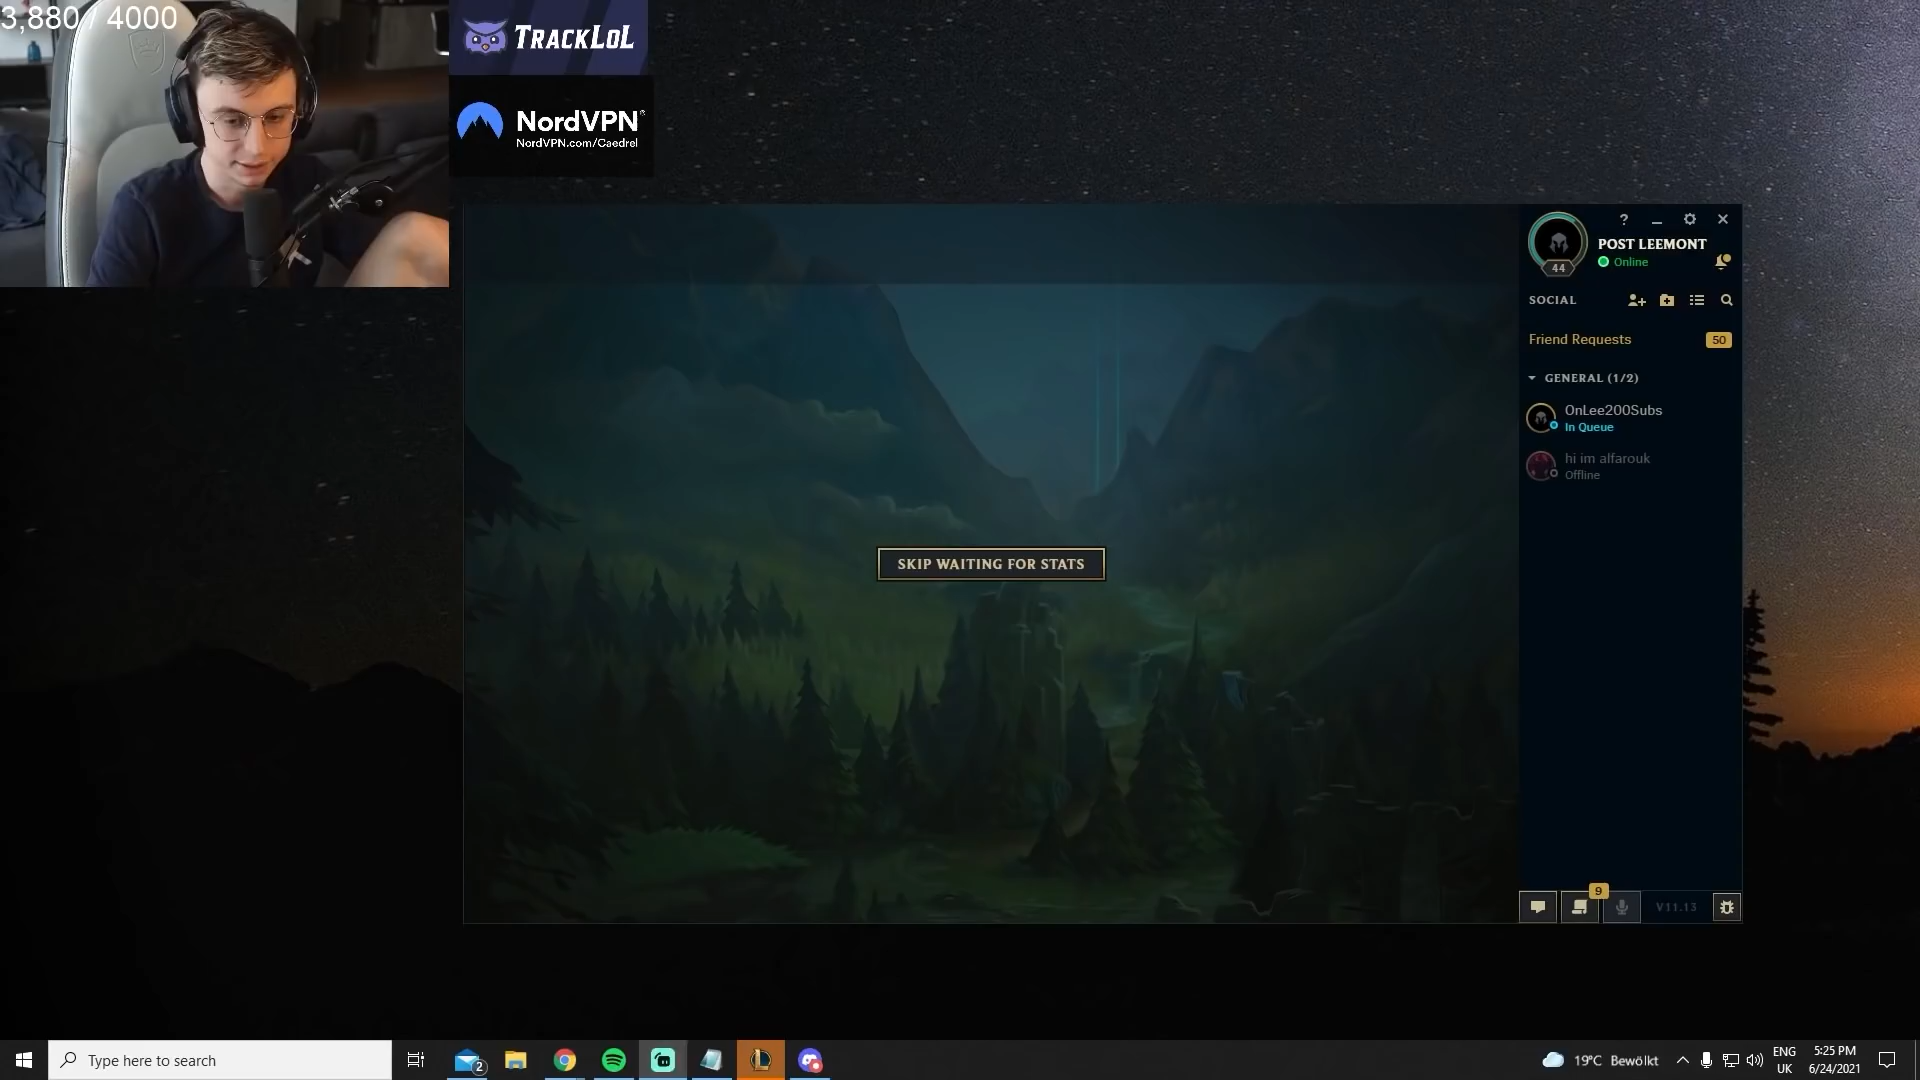 3,880 / 4000
TRACKLOL
NordVPN®
NordVPN.com/Caedrel
POST LEEMONT
Online
44
SOCIAL
Friend Requests
50
GENERAL (1/2)
OnLee200Subs
In Queue
hi im alfarouk
Offline
SKIP WAITING FOR STATS
9
V11.13
Type here to search
2
19°C Bewölkt
ENG
UK
5:25 PM
6/24/2021